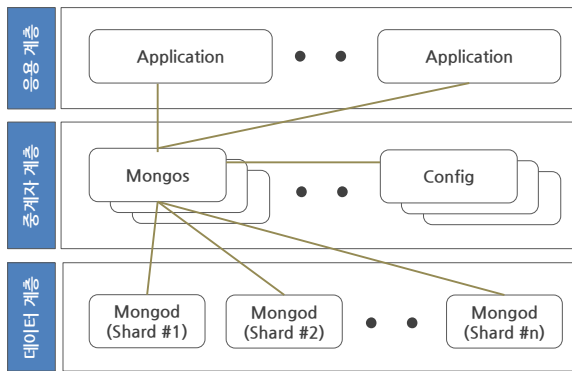 응용 계층
Application
Application
중계자 계층
Mongos
Config
데이터 계층
Mongod
(Shard #1)
Mongod
(Shard #2)
Mongod
(Shard #n)